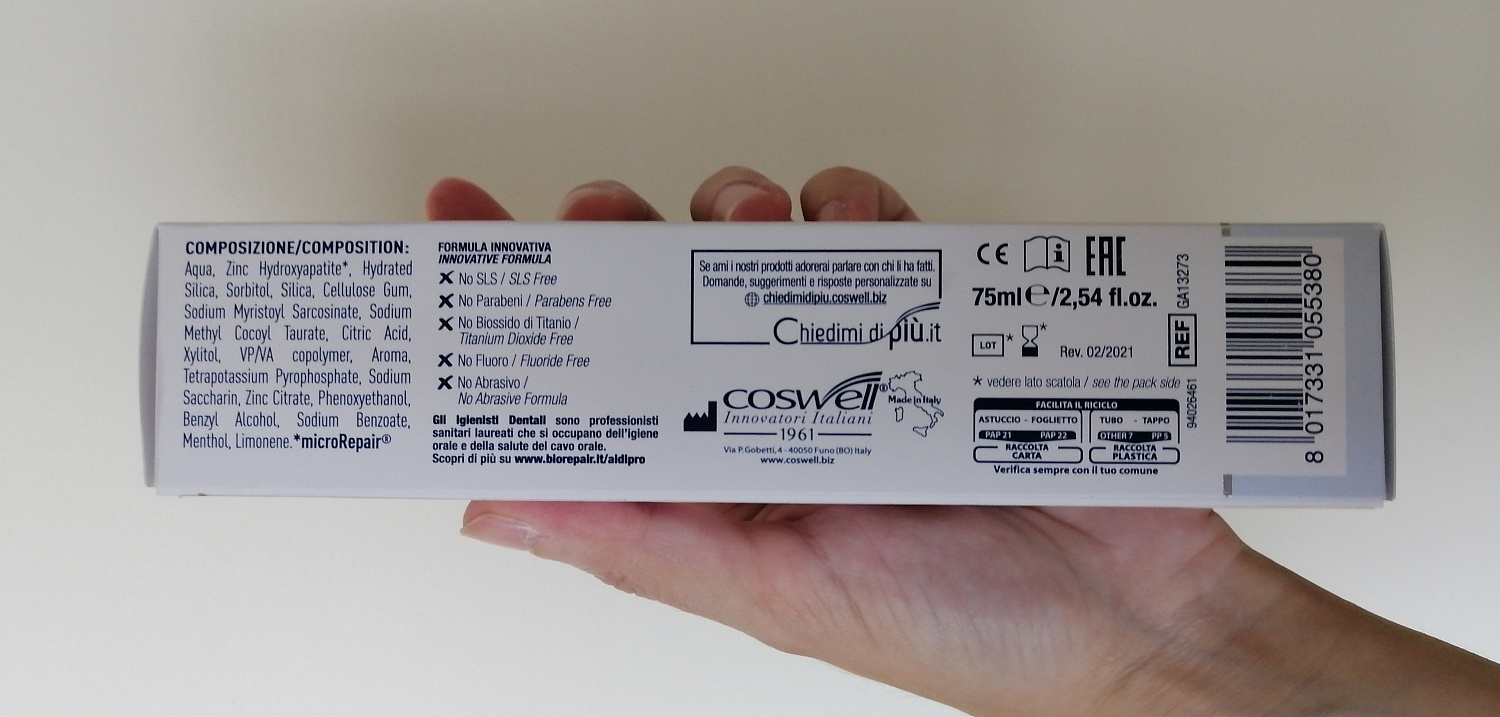 COMPOSIZIONE/COMPOSITION:
Aqua, Zinc Hydroxyapatite*, Hydrated
Silica, Sorbitol, Silica, Cellulose Gum,
Sodium Myristoyl Sarcosinate, Sodium
Methyl Cocoyl Taurate, Citric Acid,
Xylitol, VP/VA copolymer, Aroma,
Tetrapotassium Pyrophosphate, Sodium
Saccharin, Zinc Citrate, Phenoxyethanol,
Benzyl Alcohol, Sodium Benzoate,
Menthol, Limonene.*microRepair®
FORMULA INNOVATIVA
INNOVATIVE FORMULA
No SLS / SLS Free
No Parabeni / Parabens Free
No Biossido di Titanio /
Titanium Dioxide Free
No Fluoro / Fluoride Free
No Abrasivo /
No Abrasive Formula
Gli Igienisti Dentali sono professionisti
sanitari laureati che si occupano dell'igiene
orale e della salute del cavo orale.
Scopri di più su www.biorepair.it/aidipro
Se ami i nostri prodotti adorerai parlare con chi li ha fatti.
Domande, suggerimenti e risposte personalizzate su
chiedimidipiu.coswell.biz
Chiedimi di più.it
coswell®
Made in Italy
Innovatori Italiani
1961
Via P.Gobetti, 4 - 40050 Funo (BO) Italy
www.coswell.biz
CE i EAC
75ml e/2,54 fl.oz.
LOT * *
Rev. 02/2021
REF GA13273
* vedere lato scatola / see the pack side
94026461
FACILITA IL RICICLO
ASTUCCIO - FOGLIETTO
PAP 21 PAP 22
RACCOLTA
CARTA
TUBO - TAPPO
OTHER 7 PP 5
RACCOLTA
PLASTICA
Verifica sempre con il tuo comune
8 017331 055380